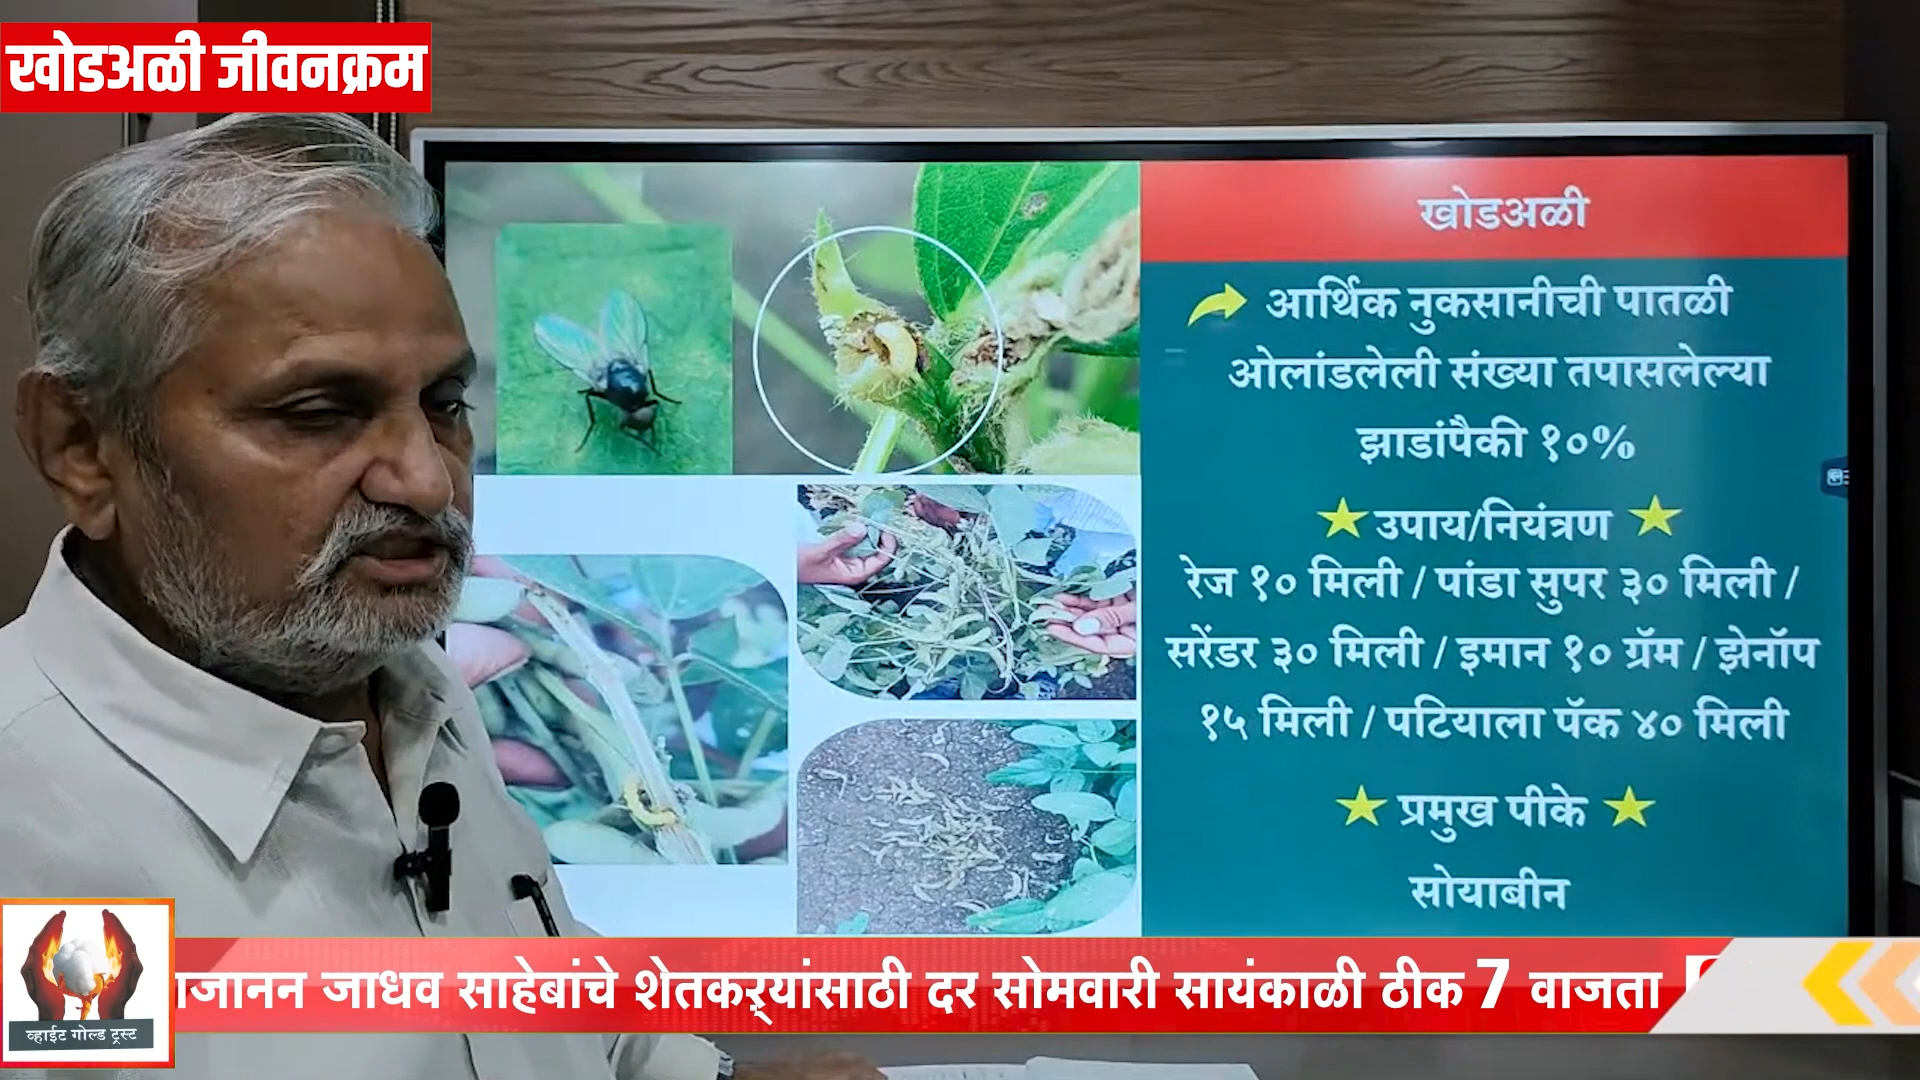 खोडअळी जीवनक्रम
खोडअळी
आर्थिक नुकसानीची पातळी
ओलांडलेली संख्या तपासलेल्या
झाडांपैकी १०%
उपाय/नियंत्रण
रेज १० मिली / पांडा सुपर ३० मिली /
सरेंडर ३० मिली / इमान १० ग्रॅम / झेनॉप
१५ मिली / पटियाला पॅक ४० मिली
प्रमुख पीके
सोयाबीन
जानन जाधव साहेबांचे शेतकऱ्यांसाठी दर सोमवारी सायंकाळी ठीक 7 वाजता
व्हाईट गोल्ड ट्रस्ट